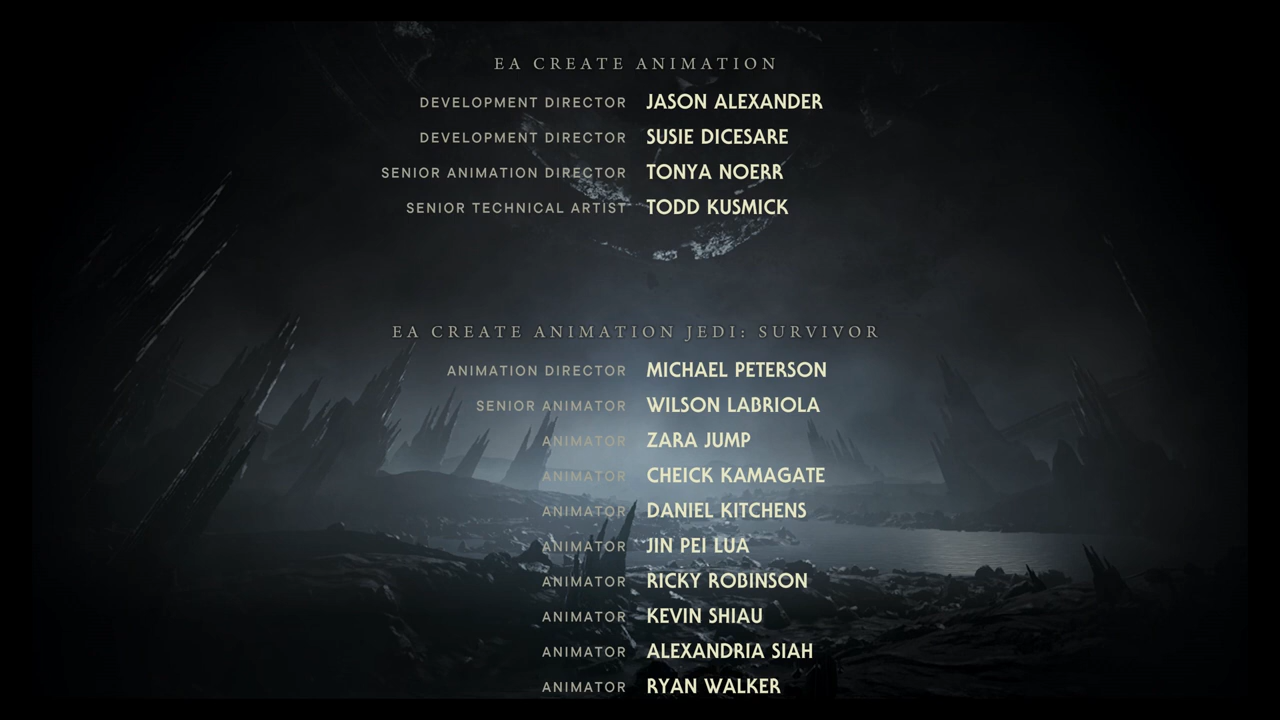 EA CREATE ANIMATION
DEVELOPMENT DIRECTOR JASON ALEXANDER
DEVELOPMENT DIRECTOR SUSIE DICESARE
SENIOR ANIMATION DIRECTOR TONYA NOERR
SENIOR TECHNICAL ARTIST TODD KUSMICK
EA CREATE ANIMATION JEDI: SURVIVOR
ANIMATION DIRECTOR MICHAEL PETERSON
SENIOR ANIMATOR WILSON LABRIOLA
ANIMATOR ZARA JUMP
ANIMATOR CHEICK KAMAGATE
ANIMATOR DANIEL KITCHENS
ANIMATOR JIN PEI LUA
ANIMATOR RICKY ROBINSON
ANIMATOR KEVIN SHIAU
ANIMATOR ALEXANDRIA SIAH
ANIMATOR RYAN WALKER